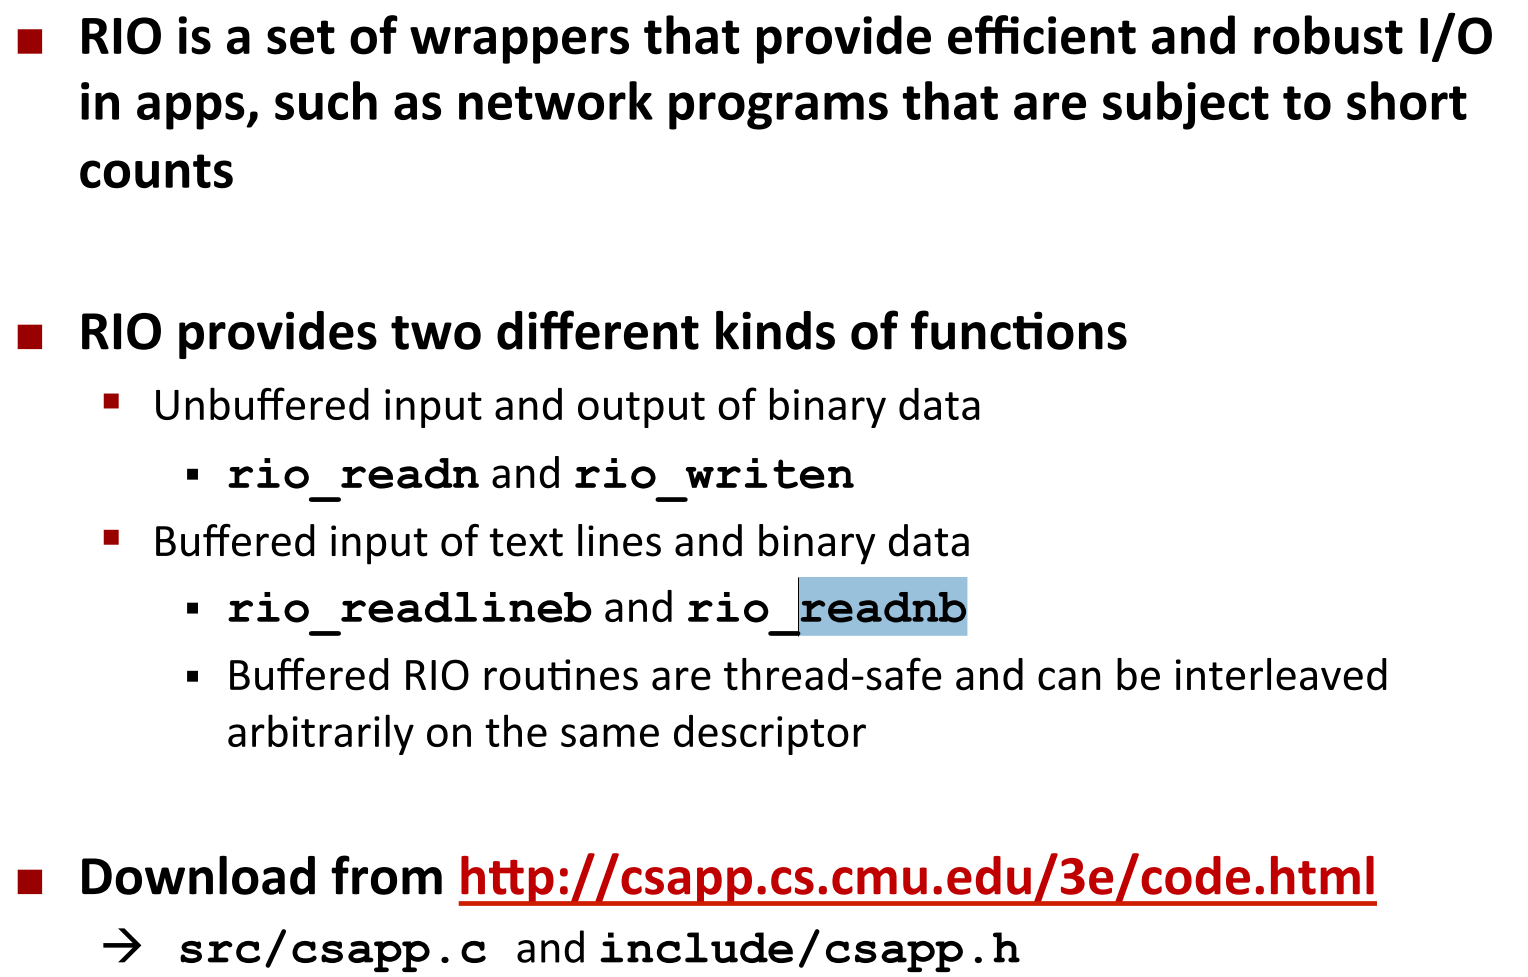 ■ RIO is a set of wrappers that provide efficient and robust I/O
in apps, such as network programs that are subject to short
counts
■ RIO provides two different kinds of functions
▪ Unbuffered input and output of binary data
▪ rio_readn and rio_writen
▪ Buffered input of text lines and binary data
▪ rio_readlineb and rio_readnb
▪ Buffered RIO routines are thread-safe and can be interleaved
arbitrarily on the same descriptor
■ Download from http://csapp.cs.cmu.edu/3e/code.html
→ src/csapp.c and include/csapp.h